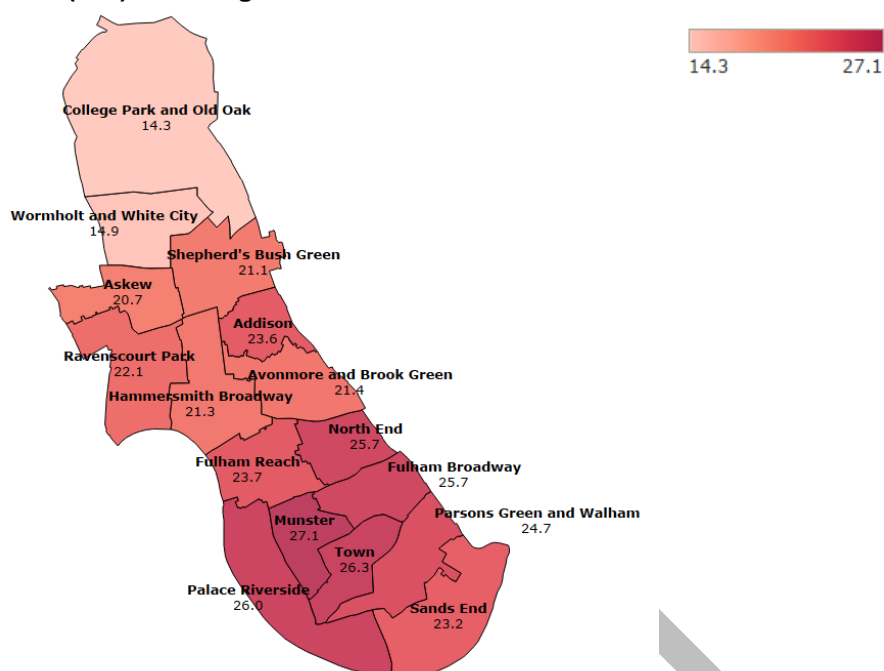 14.3
27.1
College Park and Old Oak
14.3
Wormholt and White City
14.9
Shepherd's Bush Green
21.1
Askew
20.7
Addison
23.6
Ravenscourt Park
22.1
Avonmore and Brook Green
21.4
Hammersmith Broadway
21.3
North End
25.7
Fulham Reach
23.7
Fulham Broadway
25.7
Parsons Green and Walham
24.7
Munster
27.1
Town
26.3
Palace Riverside
26.0
Sands End
23.2